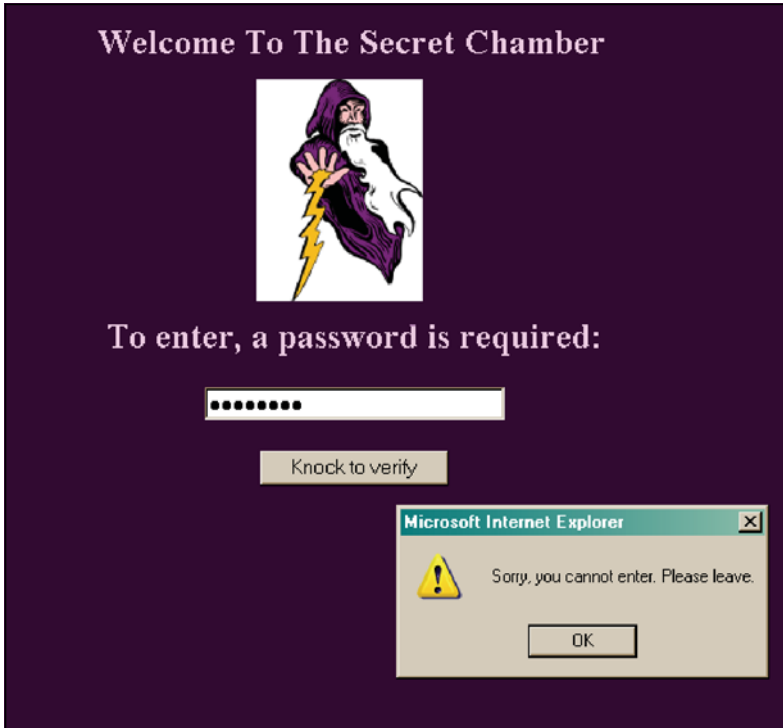 Welcome To The Secret Chamber
To enter, a password is required:
••••••••
Knock to verify
Microsoft Internet Explorer
Sorry, you cannot enter. Please leave.
OK